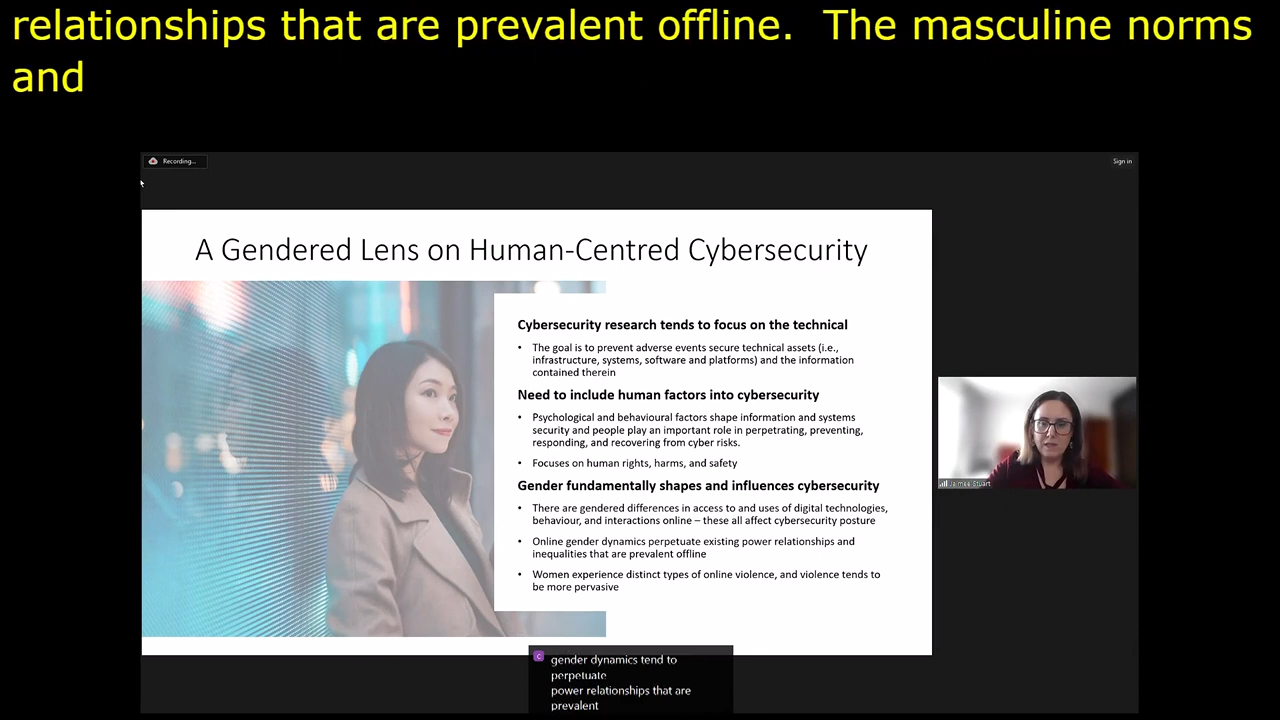 relationships that are prevalent offline.  The masculine norms
and
Recording...
Sign in
A Gendered Lens on Human-Centred Cybersecurity
Cybersecurity research tends to focus on the technical
• The goal is to prevent adverse events secure technical assets (i.e.,
infrastructure, systems, software and platforms) and the information
contained therein
Need to include human factors into cybersecurity
• Psychological and behavioural factors shape information and systems
security and people play an important role in perpetrating, preventing,
responding, and recovering from cyber risks.
• Focuses on human rights, harms, and safety
Gender fundamentally shapes and influences cybersecurity
• There are gendered differences in access to and uses of digital technologies,
behaviour, and interactions online – these all affect cybersecurity posture
• Online gender dynamics perpetuate existing power relationships and
inequalities that are prevalent offline
• Women experience distinct types of online violence, and violence tends to
be more pervasive
Jaimee Stuart
C
gender dynamics tend to
perpetuate
power relationships that are
prevalent